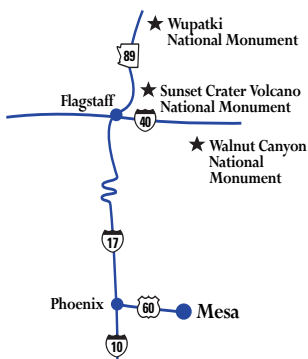 Wupatki
National Monument
89
Sunset Crater Volcano
National Monument
Flagstaff
40
Walnut Canyon
National
Monument
17
Phoenix
60
Mesa
10